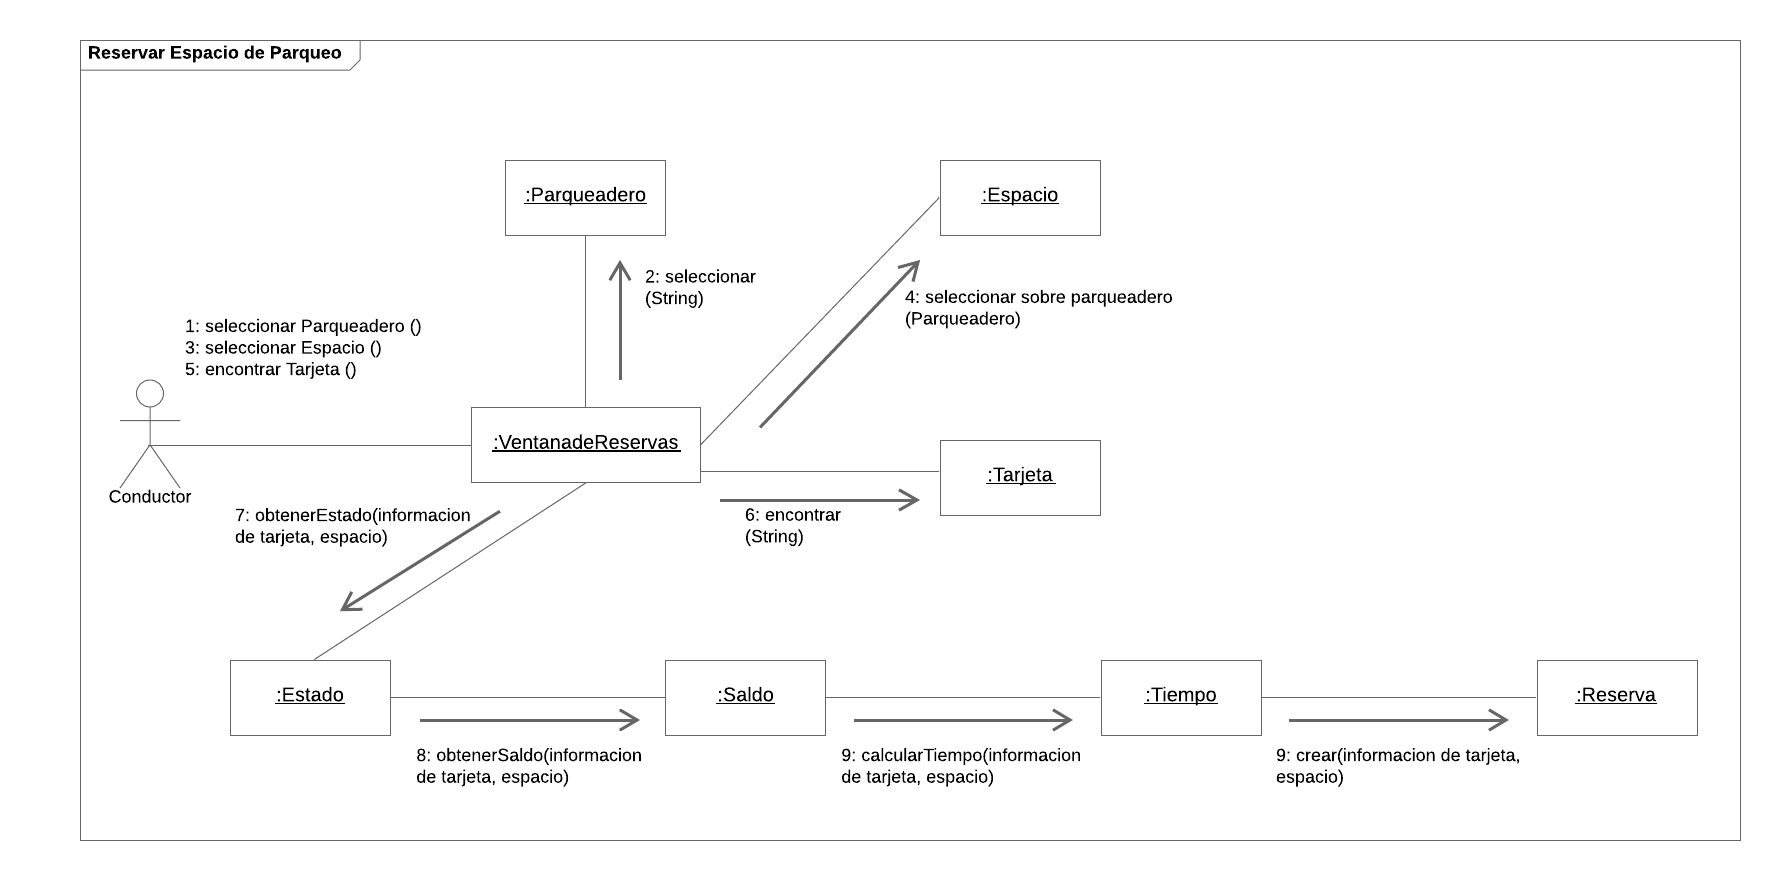 Reservar Espacio de Parqueo
:Parqueadero
:Espacio
2: seleccionar
(String)
4: seleccionar sobre parqueadero
(Parqueadero)
1: seleccionar Parqueadero ()
3: seleccionar Espacio ()
5: encontrar Tarjeta ()
:VentanadeReservas
:Tarjeta
Conductor
7: obtenerEstado(informacion
de tarjeta, espacio)
6: encontrar
(String)
:Estado
:Saldo
:Tiempo
:Reserva
8: obtenerSaldo(informacion
de tarjeta, espacio)
9: calcularTiempo(informacion
de tarjeta, espacio)
9: crear(informacion de tarjeta,
espacio)